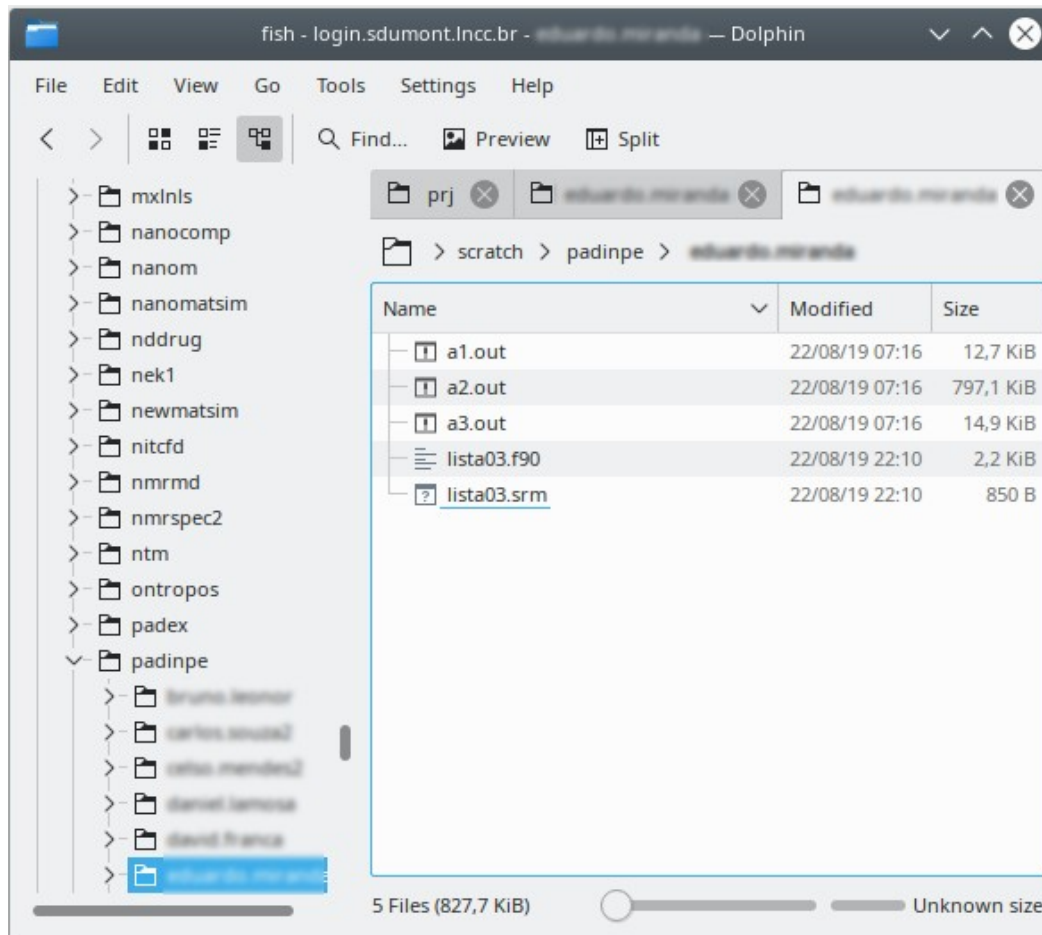 fish - login.sdumont.lncc.br - — Dolphin
File Edit View Go Tools Settings Help
Find... Preview Split
mxlnls
nanocomp
nanom
nanomatsim
nddrug
nek1
newmatsim
nitcfd
nmrmd
nmrspec2
ntm
ontropos
padex
padinpe
prj
> scratch > padinpe >
Name Modified Size
a1.out 22/08/19 07:16 12,7 KiB
a2.out 22/08/19 07:16 797,1 KiB
a3.out 22/08/19 07:16 14,9 KiB
lista03.f90 22/08/19 22:10 2,2 KiB
lista03.srm 22/08/19 22:10 850 B
5 Files (827,7 KiB) Unknown size